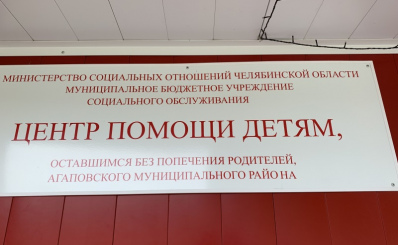 МИНИСТЕРСТВО СОЦИАЛЬНЫХ ОТНОШЕНИЙ ЧЕЛЯБИНСКОЙ ОБЛАСТИ
МУНИЦИПАЛЬНОЕ БЮДЖЕТНОЕ УЧРЕЖДЕНИЕ
СОЦИАЛЬНОГО ОБСЛУЖИВАНИЯ
ЦЕНТР ПОМОЩИ ДЕТЯМ,
ОСТАВШИМСЯ БЕЗ ПОПЕЧЕНИЯ РОДИТЕЛЕЙ,
АГАПОВСКОГО МУНИЦИПАЛЬНОГО РАЙОНА